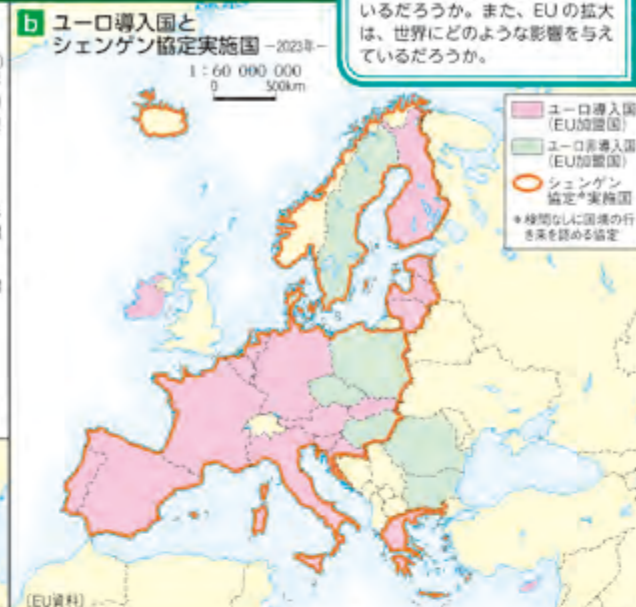 いるだろうか。また、EUの拡大
は、世界にどのような影響を与え
ているだろうか。
b ユーロ導入国と
シェンゲン協定実施国 −2023年−
1:60 000 000
0 500km
ユーロ導入国
(EU加盟国)
ユーロ非導入国
(EU加盟国)
シェンゲン
協定*実施国
*検問なしに国境の行
き来を認める協定
(EU資料)